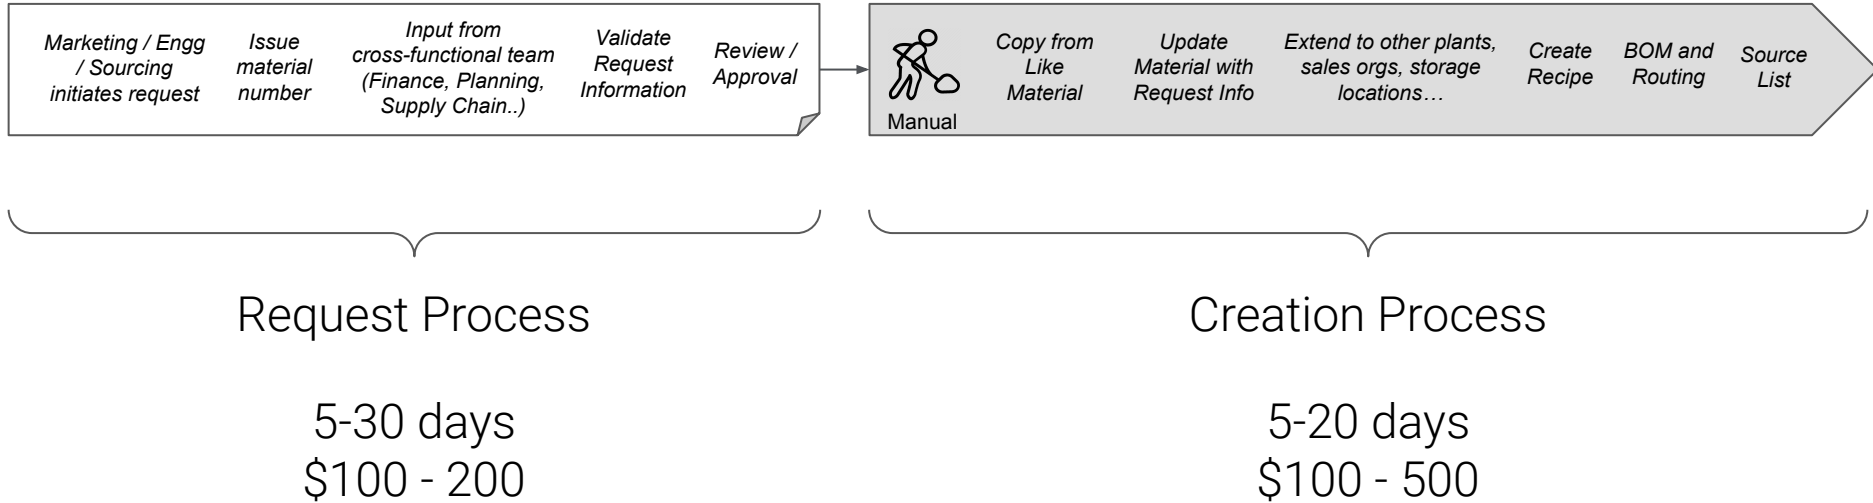 Marketing / Engg
/ Sourcing
initiates request
Issue
material
number
Input from
cross-functional team
(Finance, Planning,
Supply Chain..)
Validate
Request
Information
Review /
Approval
Manual
Copy from
Like
Material
Update
Material with
Request Info
Extend to other plants,
sales orgs, storage
locations…
Create
Recipe
BOM and
Routing
Source
List
Request Process
5-30 days
$100 - 200
Creation Process
5-20 days
$100 - 500